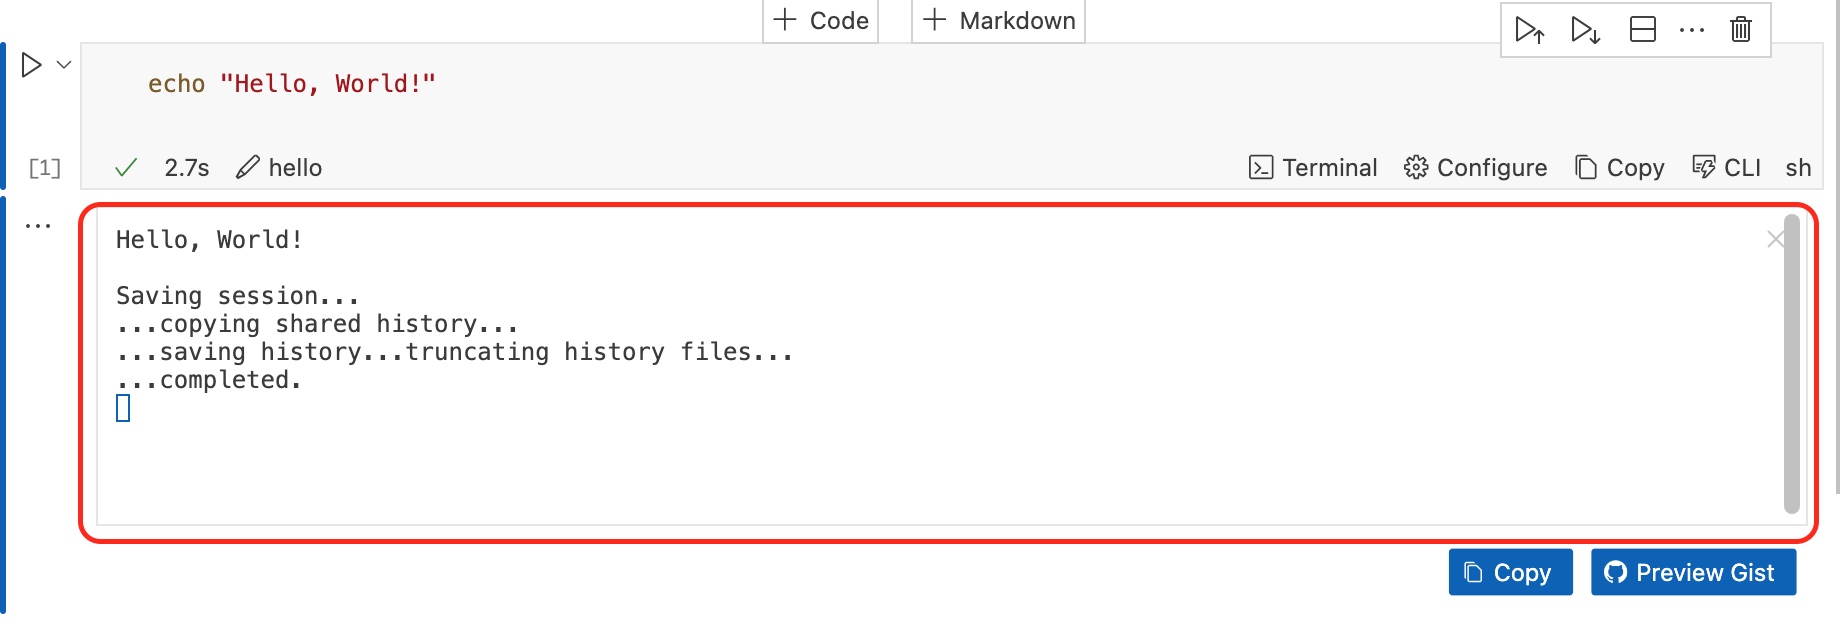 Code Markdown
echo "Hello, World!"
[1] 2.7s hello Terminal Configure Copy CLI sh
Hello, World!
Saving session...
...copying shared history...
...saving history...truncating history files...
...completed.
Copy Preview Gist